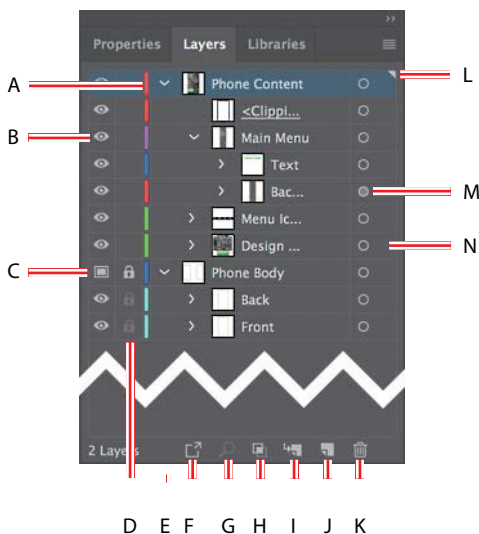 Properties Layers Libraries
A Phone Content L
<Clippi...
B Main Menu
Text
Bac... M
Menu Ic...
Design ... N
C Phone Body
Back
Front
2 Layers
D E F G H I J K